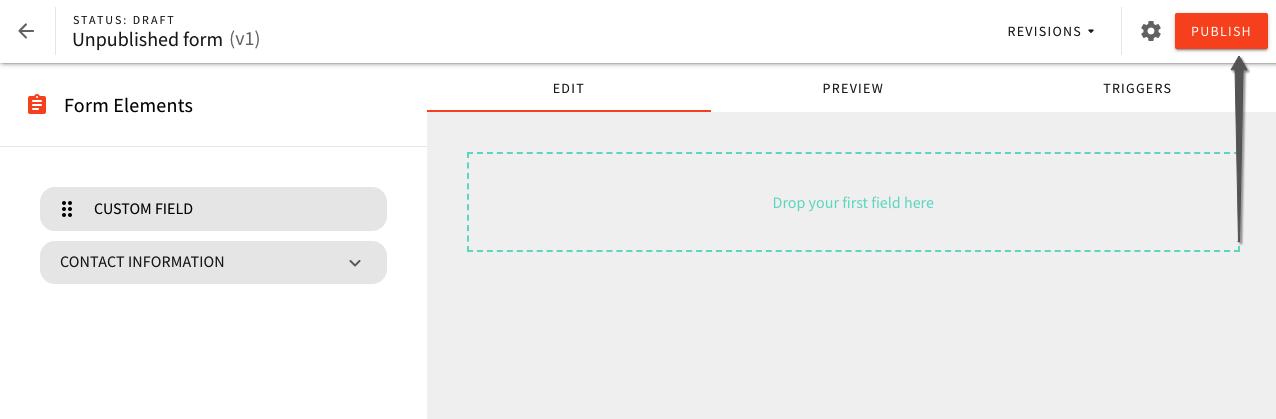 STATUS: DRAFT
Unpublished form (v1)
REVISIONS
PUBLISH
Form Elements
EDIT
PREVIEW
TRIGGERS
CUSTOM FIELD
CONTACT INFORMATION
Drop your first field here